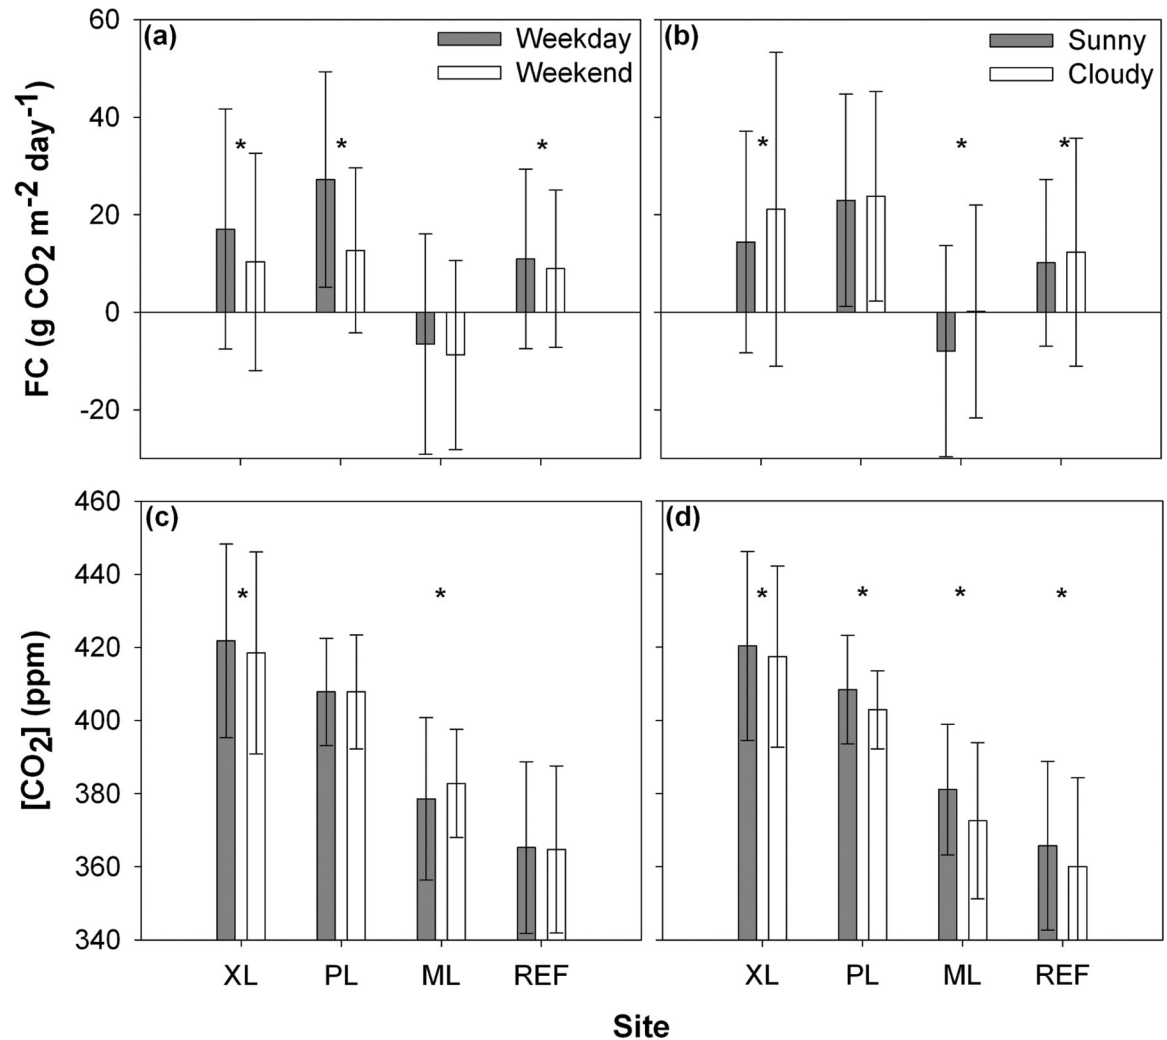 (a)
Weekday
Weekend
(b)
Sunny
Cloudy
FC (g CO2 m-2 day-1)
60
40
20
0
-20
* * *
* * *
(c)
(d)
[CO2] (ppm)
460
440
420
400
380
360
340
* *
* * * *
XL PL ML REF
XL PL ML REF
Site